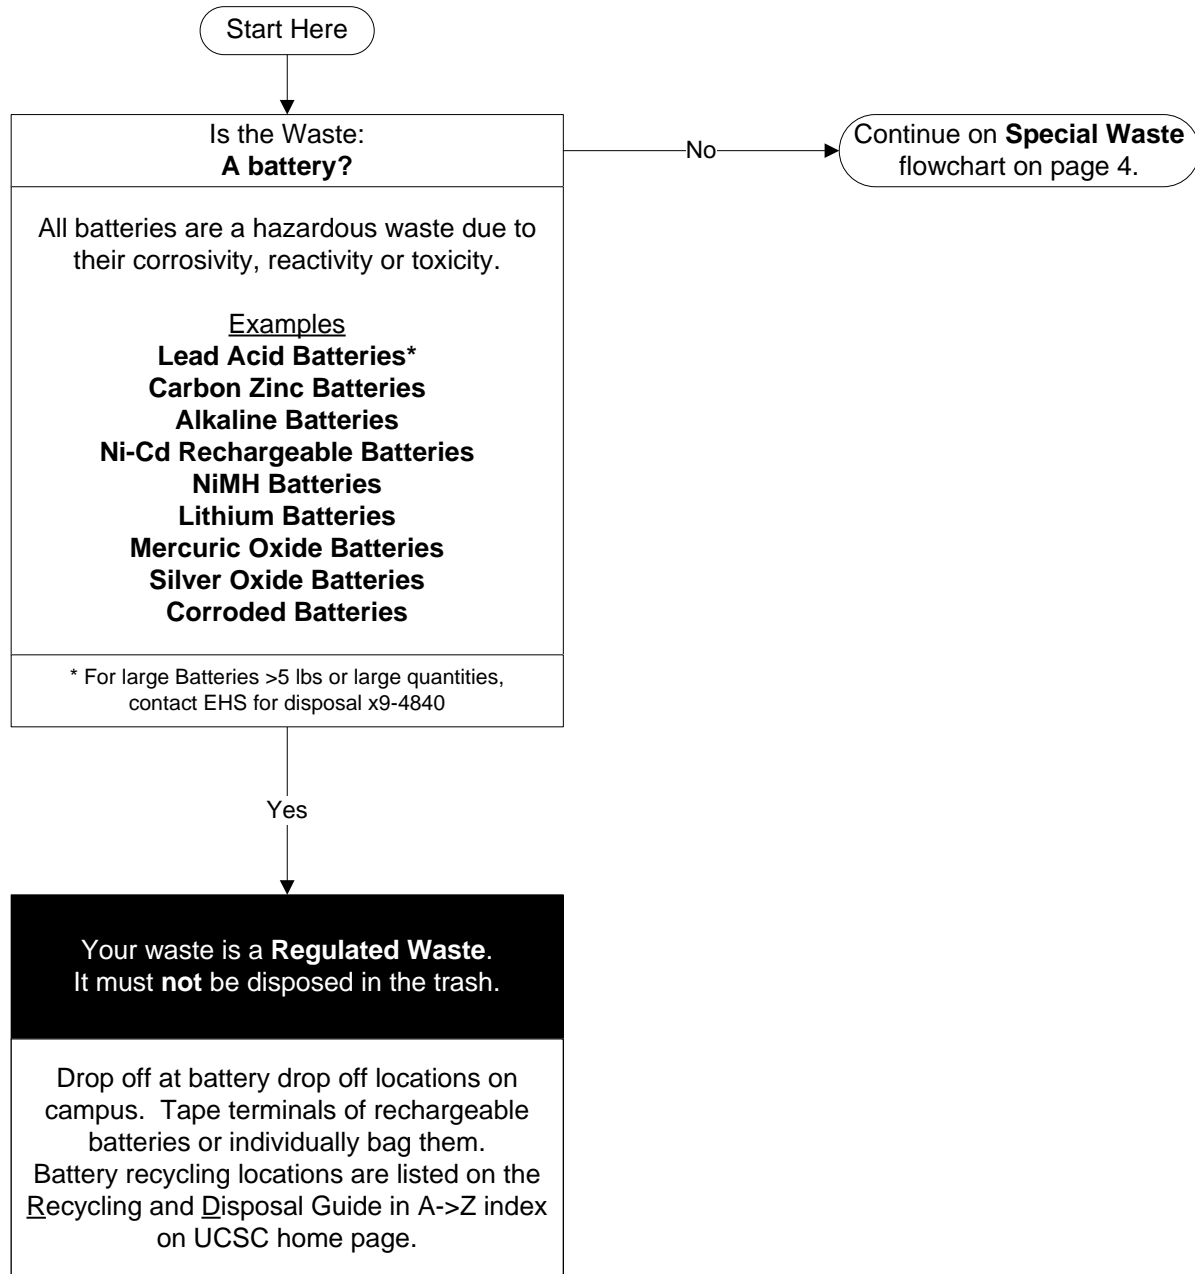 Start Here
Is the Waste:
A battery?
No
Continue on Special Waste
flowchart on page 4.
All batteries are a hazardous waste due to
their corrosivity, reactivity or toxicity.
Examples
Lead Acid Batteries*
Carbon Zinc Batteries
Alkaline Batteries
Ni-Cd Rechargeable Batteries
NiMH Batteries
Lithium Batteries
Mercuric Oxide Batteries
Silver Oxide Batteries
Corroded Batteries
* For large Batteries >5 lbs or large quantities,
contact EHS for disposal x9-4840
Yes
Your waste is a Regulated Waste.
It must not be disposed in the trash.
Drop off at battery drop off locations on
campus.  Tape terminals of rechargeable
batteries or individually bag them.
Battery recycling locations are listed on the
Recycling and Disposal Guide in A->Z index
on UCSC home page.